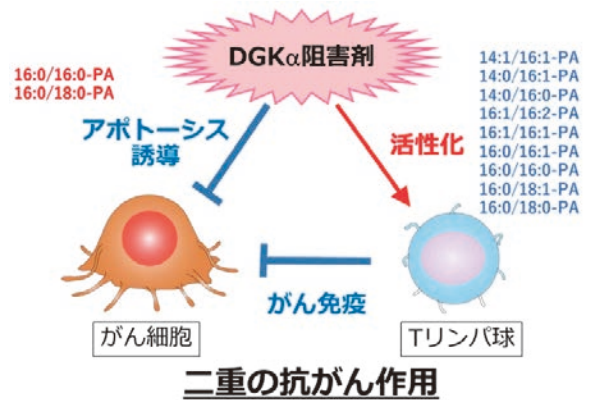 DGKα阻害剤
16:0/16:0-PA
16:0/18:0-PA
アポトーシス
誘導
活性化
14:1/16:1-PA
14:0/16:1-PA
14:0/16:0-PA
16:1/16:2-PA
16:1/16:1-PA
16:0/16:1-PA
16:0/16:0-PA
16:0/18:1-PA
16:0/18:0-PA
がん免疫
がん細胞
Tリンパ球
二重の抗がん作用